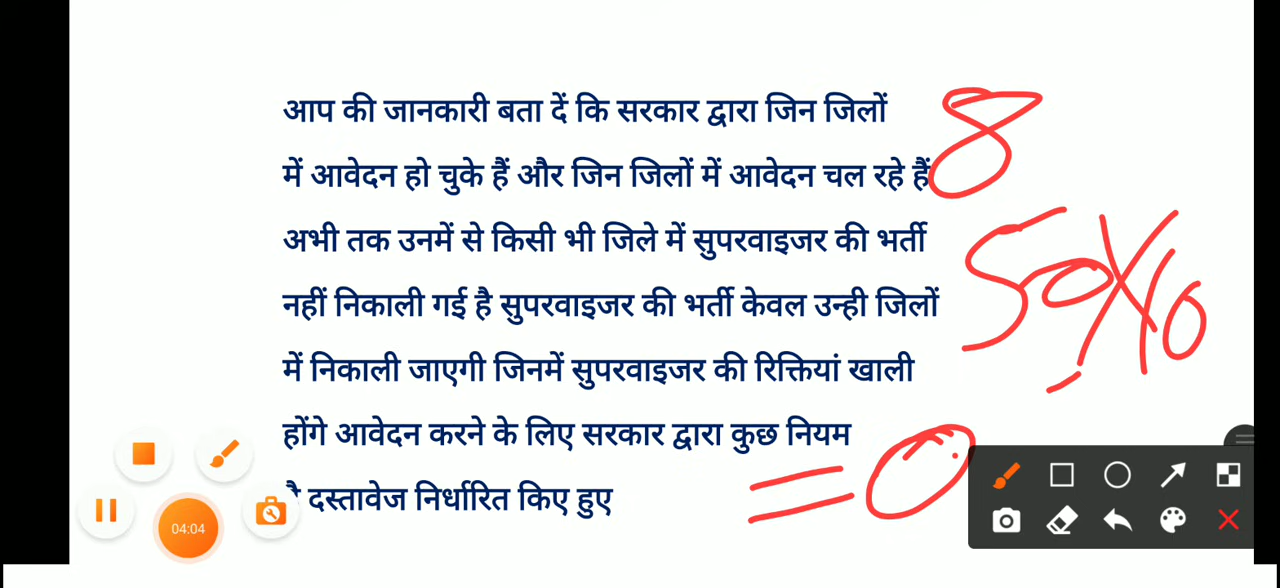 आप की जानकारी बता दें कि सरकार द्वारा जिन जिलों
8
में आवेदन हो चुके हैं और जिन जिलों में आवेदन चल रहे हैं
अभी तक उनमें से किसी भी जिले में सुपरवाइजर की भर्ती
नहीं निकाली गई है सुपरवाइजर की भर्ती केवल उन्ही जिलों
50
में निकाली जाएगी जिनमें सुपरवाइजर की रिक्तियां खाली
होंगे आवेदन करने के लिए सरकार द्वारा कुछ नियम
दस्तावेज निर्धारित किए हुए
= 0
04:04